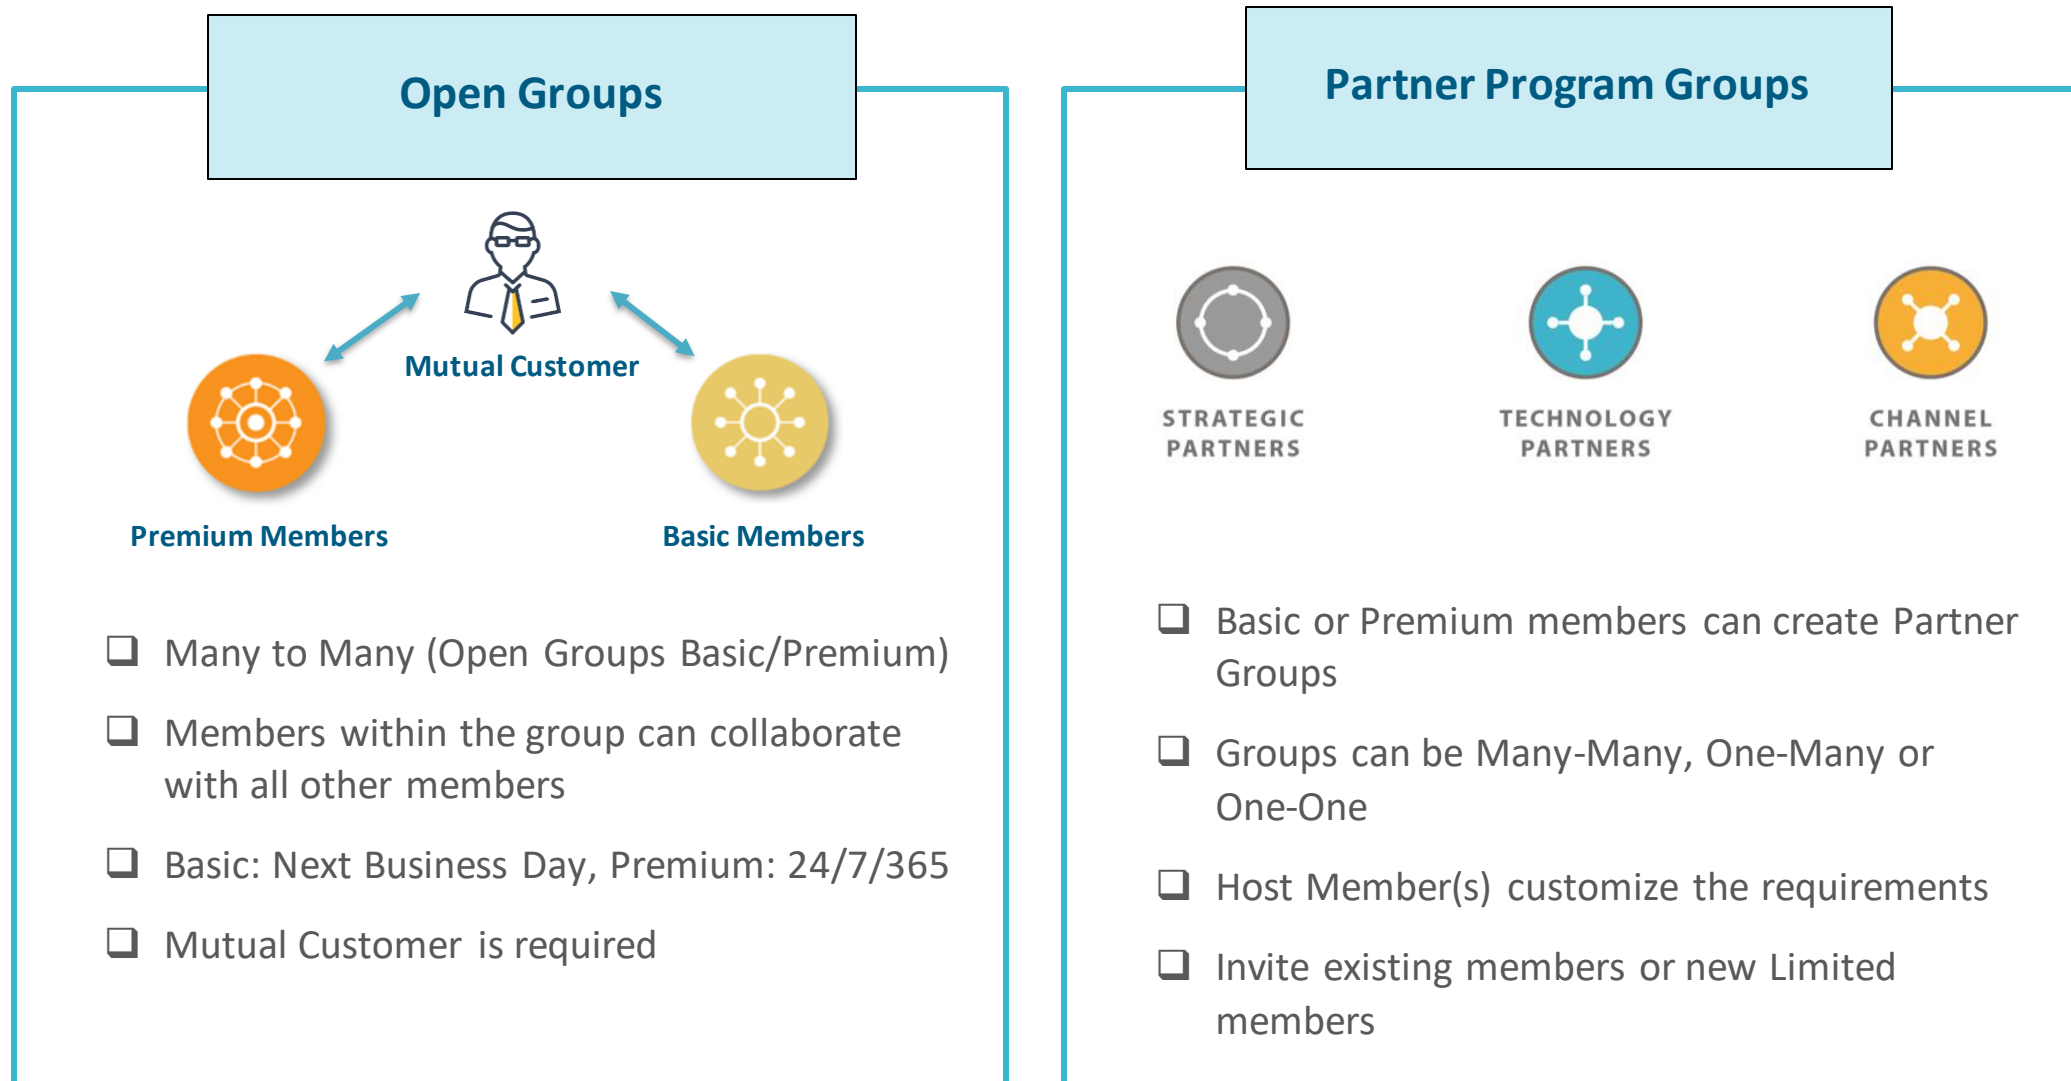 Open Groups
Mutual Customer
Premium Members
Basic Members
❑ Many to Many (Open Groups Basic/Premium)
❑ Members within the group can collaborate
with all other members
❑ Basic: Next Business Day, Premium: 24/7/365
❑ Mutual Customer is required
Partner Program Groups
STRATEGIC
PARTNERS
TECHNOLOGY
PARTNERS
CHANNEL
PARTNERS
❑ Basic or Premium members can create Partner
Groups
❑ Groups can be Many-Many, One-Many or
One-One
❑ Host Member(s) customize the requirements
❑ Invite existing members or new Limited
members